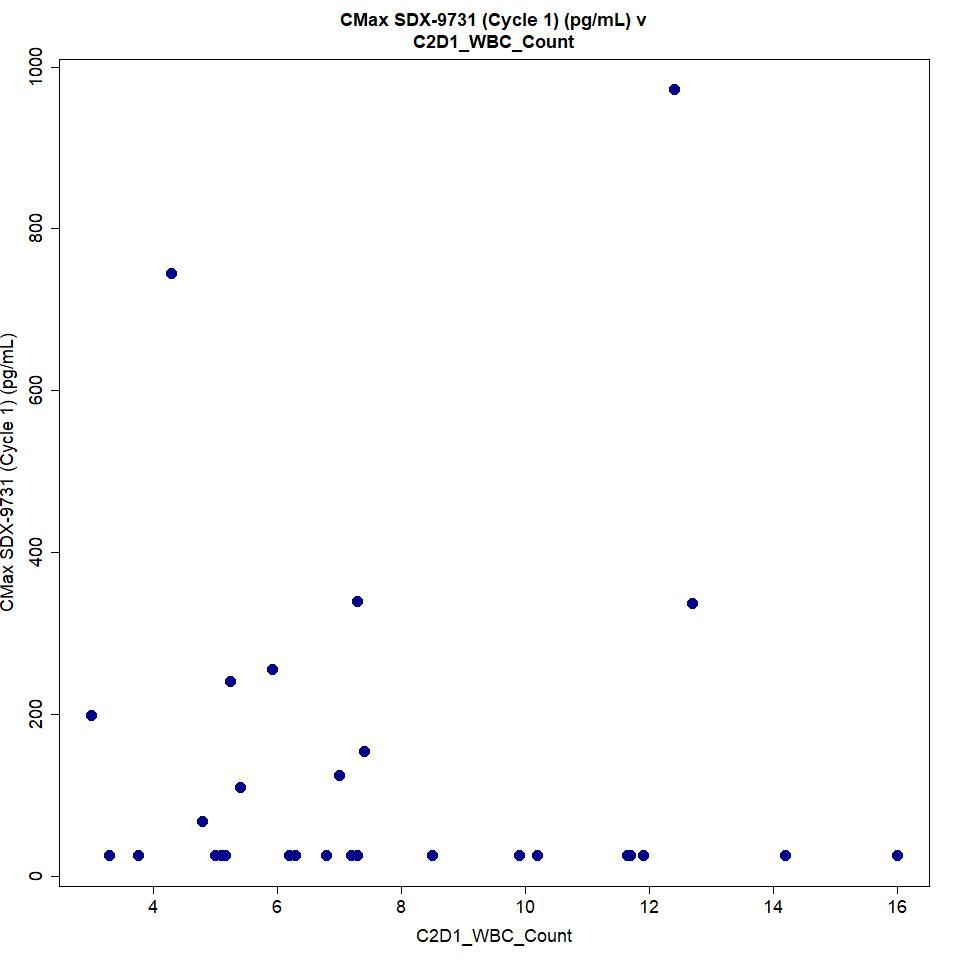 CMax SDX-9731 (Cycle 1) (pg/mL) v
C2D1_WBC_Count
1000
800
600
400
200
0
CMax SDX-9731 (Cycle 1) (pg/mL)
4 6 8 10 12 14 16
C2D1_WBC_Count